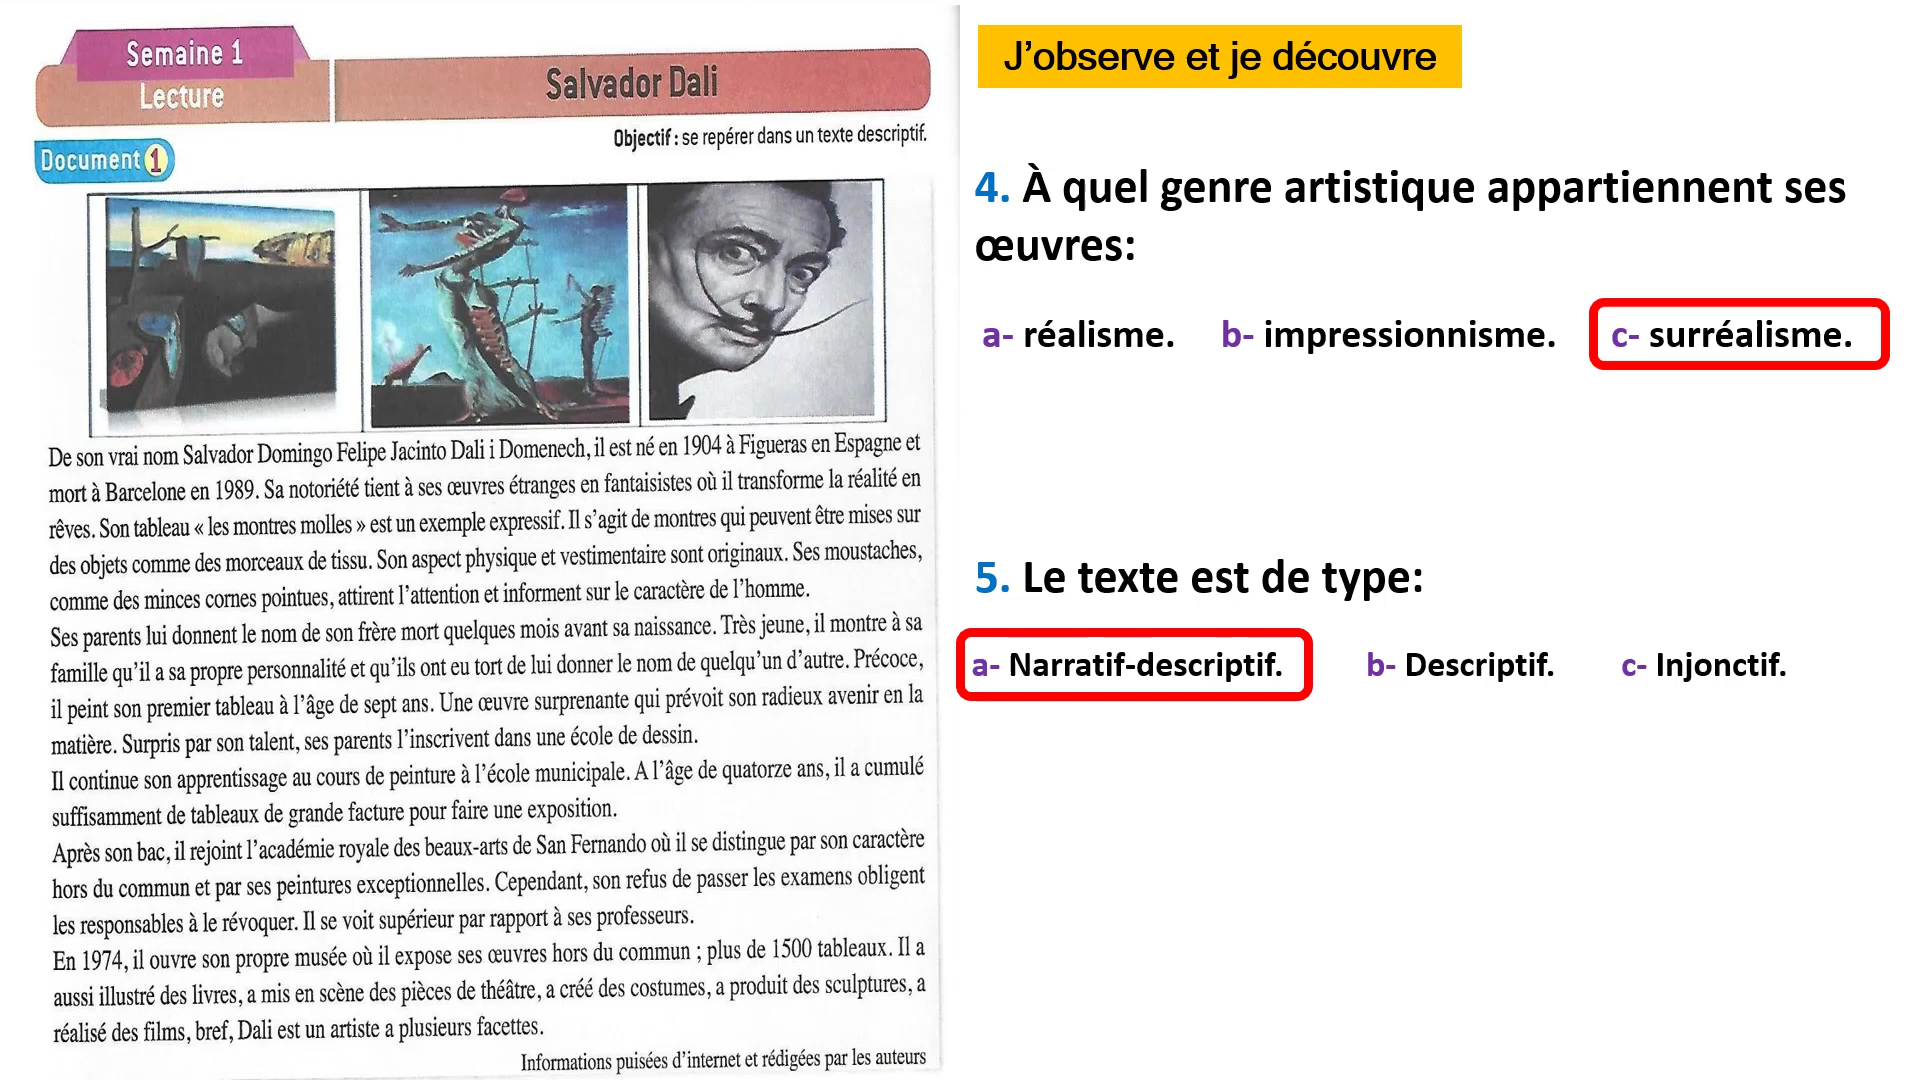 Semaine 1
Lecture
Salvador Dali
Objectif : se repérer dans un texte descriptif.
Document 1
De son vrai nom Salvador Domingo Felipe Jacinto Dali i Domenech, il est né en 1904 à Figueras en Espagne et
mort à Barcelone en 1989. Sa notoriété tient à ses œuvres étranges en fantaisistes où il transforme la réalité en
rêves. Son tableau « les montres molles » est un exemple expressif. Il s'agit de montres qui peuvent être mises sur
des objets comme des morceaux de tissu. Son aspect physique et vestimentaire sont originaux. Ses moustaches,
comme des minces cornes pointues, attirent l'attention et informent sur le caractère de l'homme.
Ses parents lui donnent le nom de son frère mort quelques mois avant sa naissance. Très jeune, il montre à sa
famille qu'il a sa propre personnalité et qu'ils ont eu tort de lui donner le nom de quelqu'un d'autre. Précoce,
il peint son premier tableau à l'âge de sept ans. Une œuvre surprenante qui prévoit son radieux avenir en la
matière. Surpris par son talent, ses parents l'inscrivent dans une école de dessin.
Il continue son apprentissage au cours de peinture à l'école municipale. A l'âge de quatorze ans, il a cumulé
suffisamment de tableaux de grande facture pour faire une exposition.
Après son bac, il rejoint l'académie royale des beaux-arts de San Fernando où il se distingue par son caractère
hors du commun et par ses peintures exceptionnelles. Cependant, son refus de passer les examens obligent
les responsables à le révoquer. Il se voit supérieur par rapport à ses professeurs.
En 1974, il ouvre son propre musée où il expose ses œuvres hors du commun ; plus de 1500 tableaux. Il a
aussi illustré des livres, a mis en scène des pièces de théâtre, a créé des costumes, a produit des sculptures, a
réalisé des films, bref, Dali est un artiste a plusieurs facettes.
Informations puisées d'internet et rédigées par les auteurs
J'observe et je découvre
4. À quel genre artistique appartiennent ses
œuvres:
a- réalisme. b- impressionnisme. c- surréalisme.
5. Le texte est de type:
a- Narratif-descriptif. b- Descriptif. c- Injonctif.